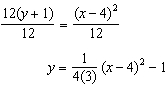 12(y+1)/12 = (x-4)²/12
y = 1/4(3) (x-4)² - 1